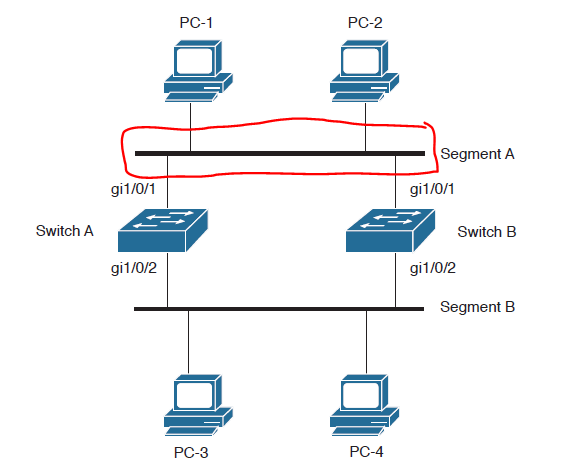 PC-1
PC-2
Segment A
gi1/0/1
gi1/0/1
Switch A
Switch B
gi1/0/2
gi1/0/2
Segment B
PC-3
PC-4